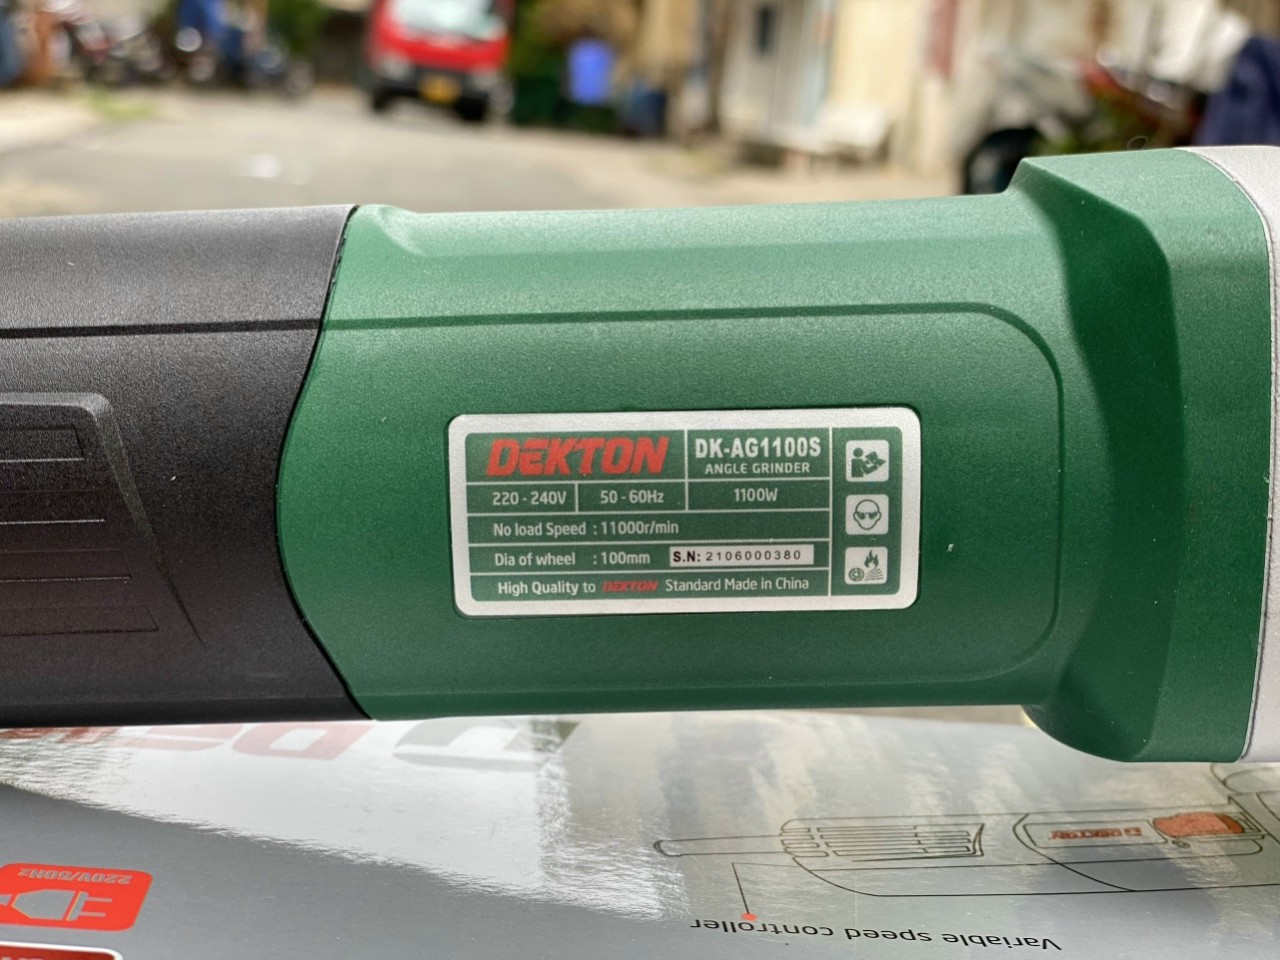 DEKTON
DK-AG1100S
ANGLE GRINDER
220 - 240V
50 - 60Hz
1100W
No load Speed : 11000r/min
Dia of wheel : 100mm
S.N: 2106000380
High Quality to DEKTON Standard Made in China
DEKTON
220V/50Hz
Variable speed controller